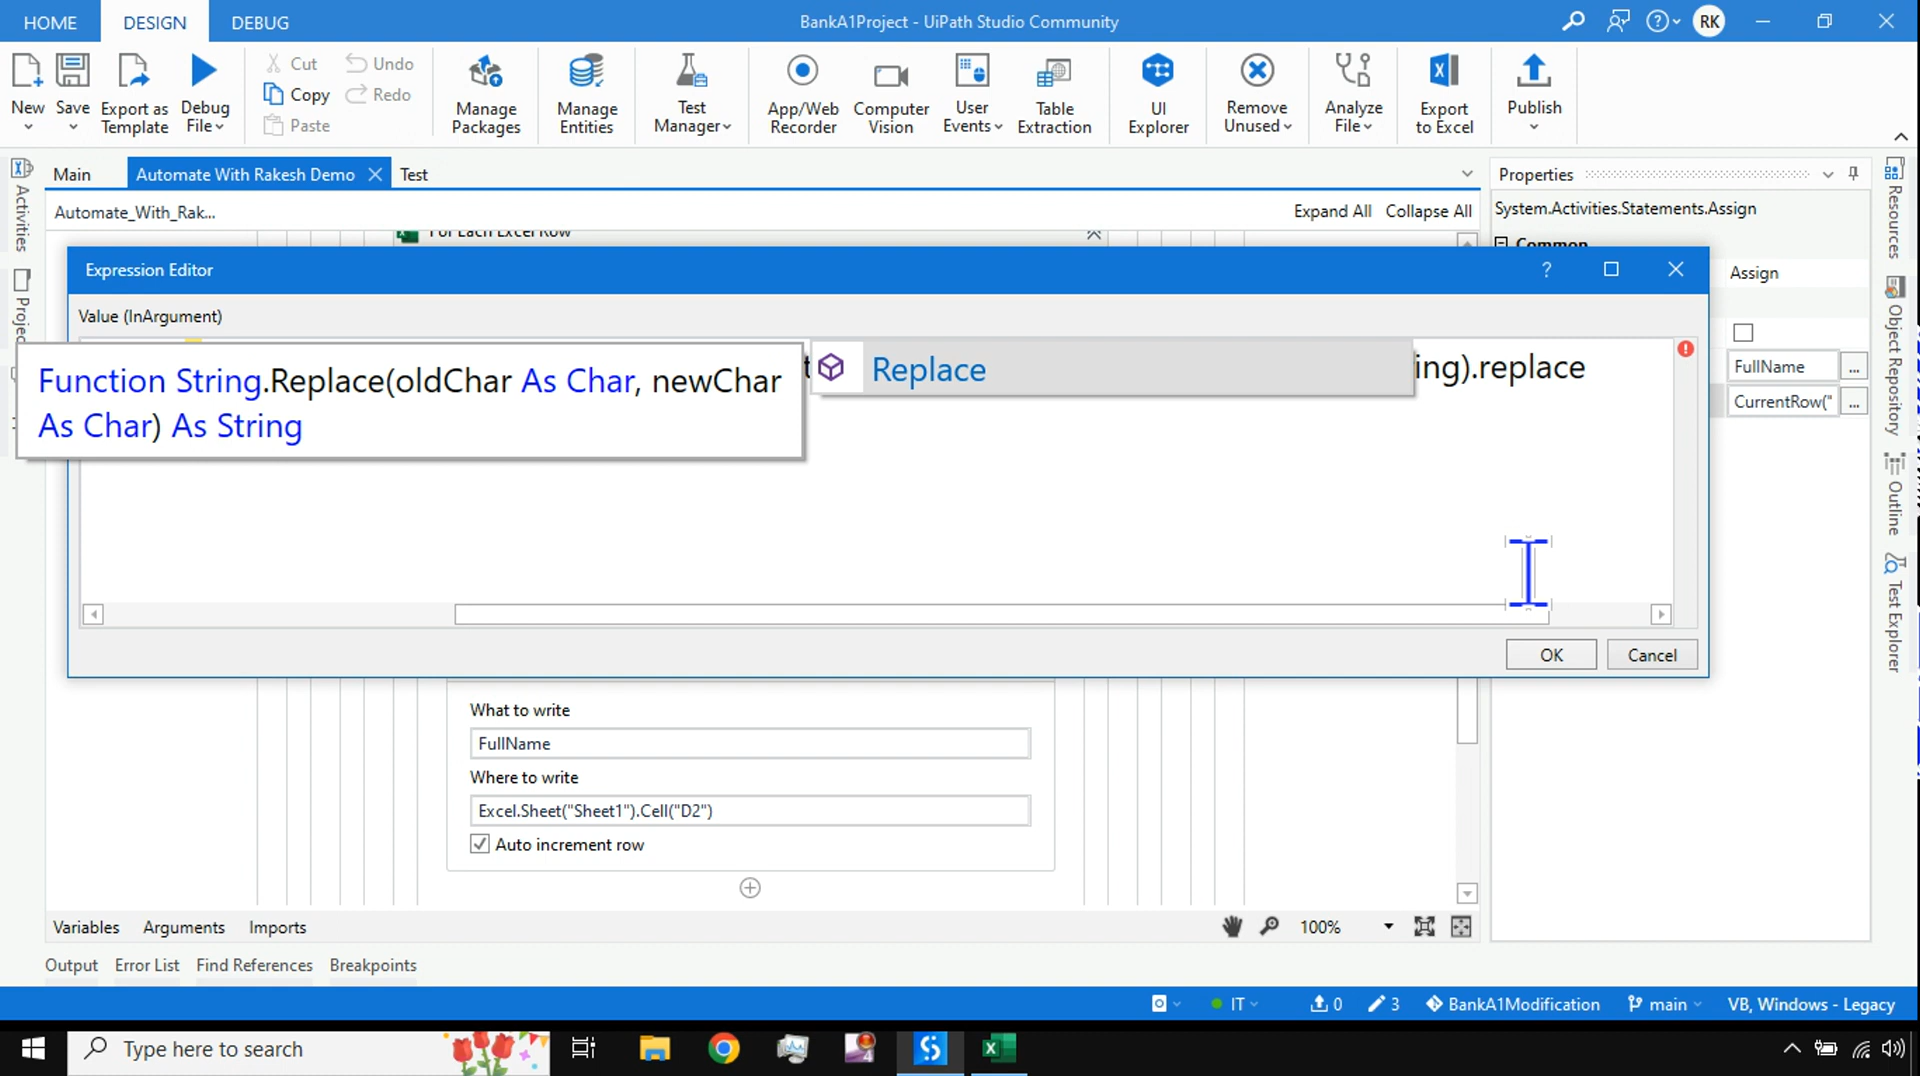 HOME DESIGN DEBUG BankA1Project - UiPath Studio Community RK
New Save Export as Template Debug File Cut Copy Paste Undo Redo Manage Packages Manage Entities Test Manager App/Web Recorder Computer Vision User Events Table Extraction UI Explorer Remove Unused Analyze File Export to Excel Publish
Main Automate With Rakesh Demo Test Properties
Automate_With_Rak... Expand All Collapse All System.Activities.Statements.Assign
For Each Excel Row Common
Activities
Resources
Expression Editor ? Assign
Value (InArgument)
Function String.Replace(oldChar As Char, newChar
As Char) As String
Replace
ing).replace
FullName ...
CurrentRow(" ...
Object Repository
Outline
Test Explorer
OK Cancel
What to write
FullName
Where to write
Excel.Sheet("Sheet1").Cell("D2")
Auto increment row
Variables Arguments Imports 100%
Output Error List Find References Breakpoints
IT 0 3 BankA1Modification main VB, Windows - Legacy
Type here to search